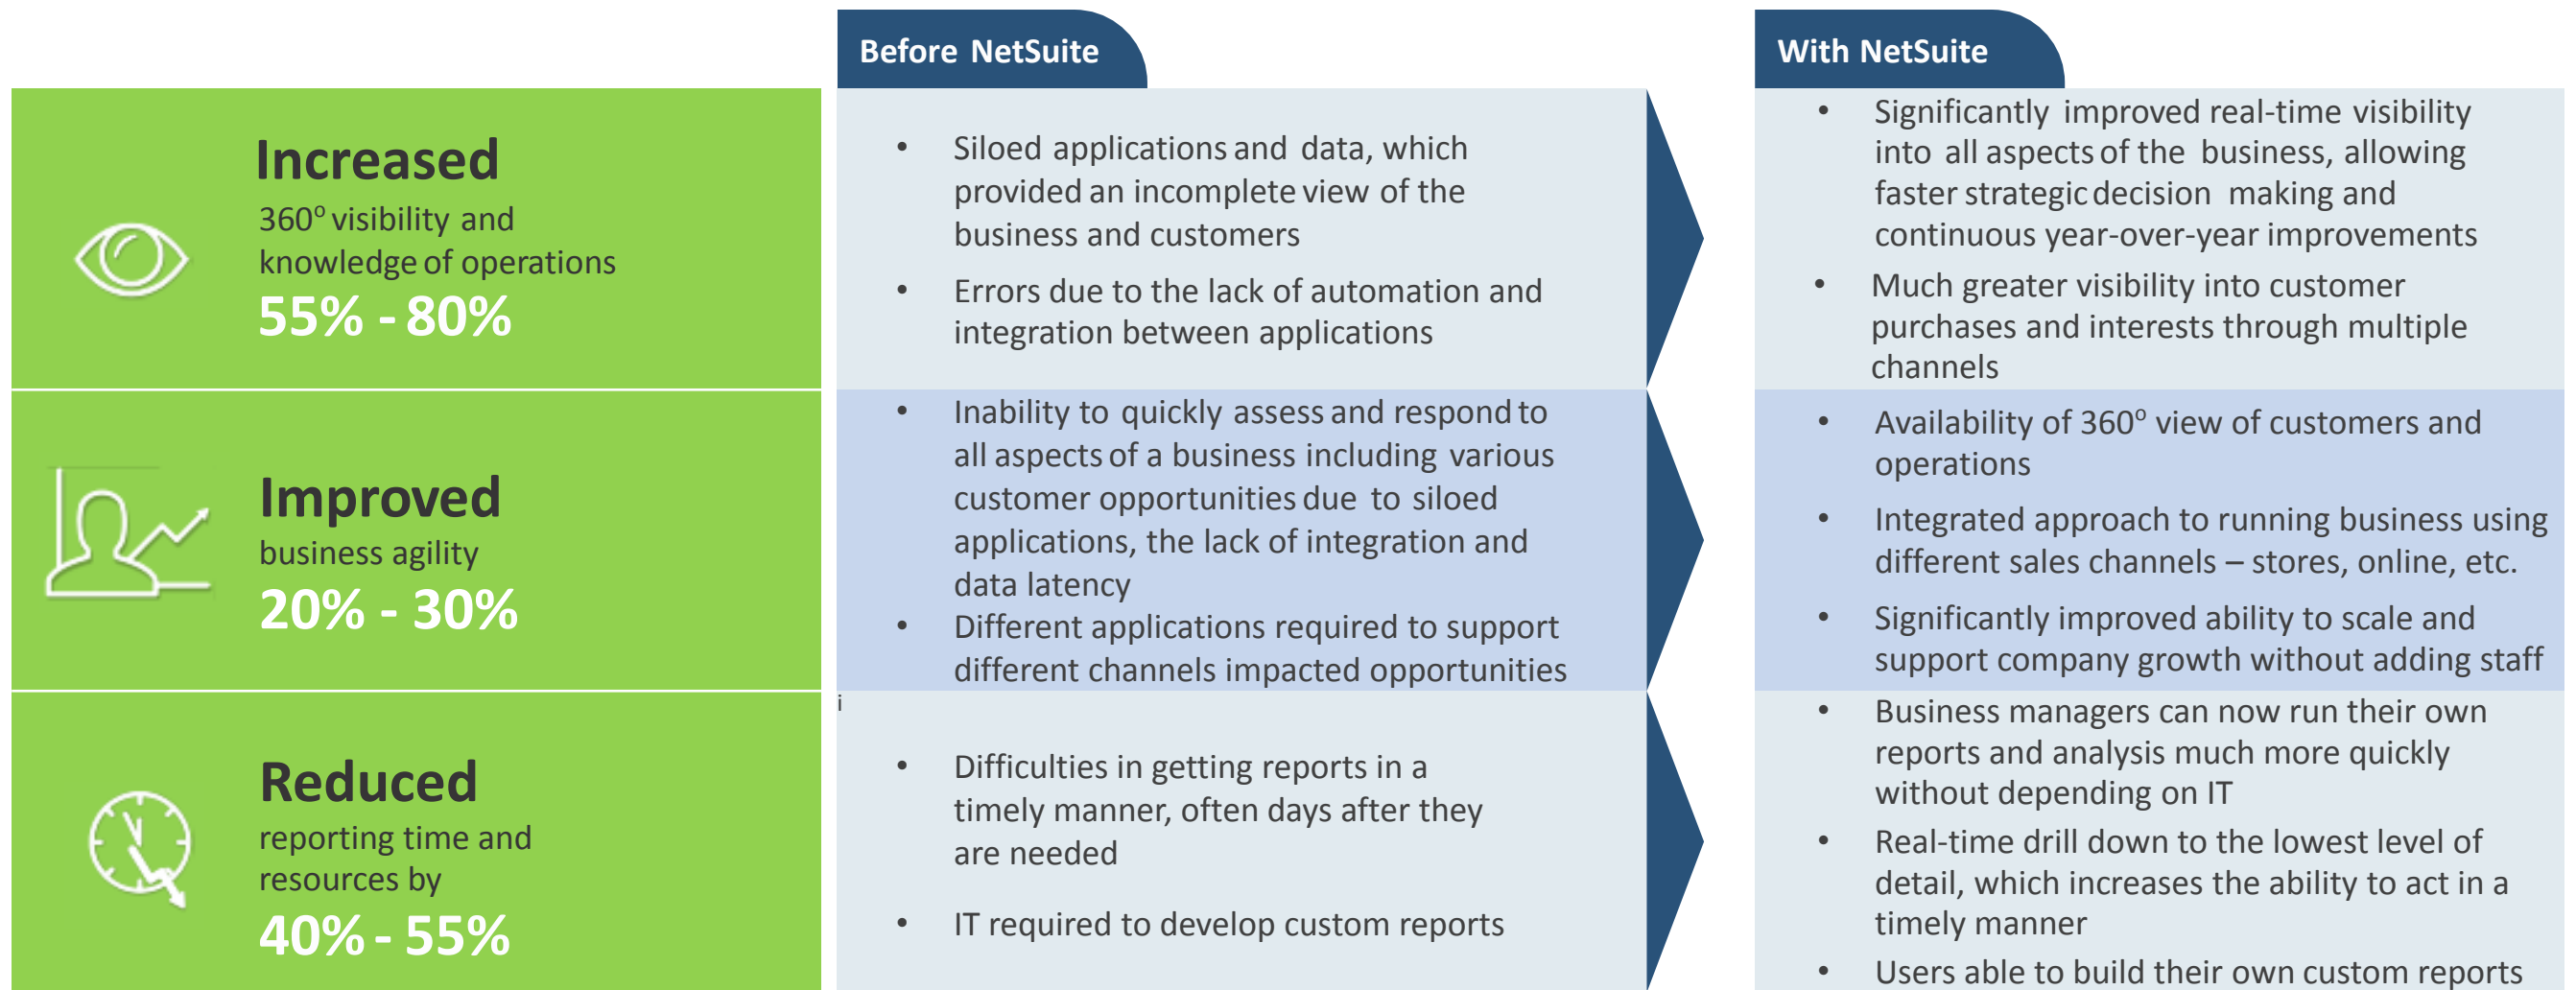 Before NetSuite
With NetSuite
Increased
360º visibility and
knowledge of operations
55% - 80%
• Siloed applications and data, which
provided an incomplete view of the
business and customers
• Errors due to the lack of automation and
integration between applications
• Significantly improved real-time visibility
into all aspects of the business, allowing
faster strategic decision making and
continuous year-over-year improvements
• Much greater visibility into customer
purchases and interests through multiple
channels
Improved
business agility
20% - 30%
• Inability to quickly assess and respond to
all aspects of a business including various
customer opportunities due to siloed
applications, the lack of integration and
data latency
• Different applications required to support
different channels impacted opportunities
• Availability of 360º view of customers and
operations
• Integrated approach to running business using
different sales channels – stores, online, etc.
• Significantly improved ability to scale and
support company growth without adding staff
Reduced
reporting time and
resources by
40% - 55%
i
• Difficulties in getting reports in a
timely manner, often days after they
are needed
• IT required to develop custom reports
• Business managers can now run their own
reports and analysis much more quickly
without depending on IT
• Real-time drill down to the lowest level of
detail, which increases the ability to act in a
timely manner
• Users able to build their own custom reports